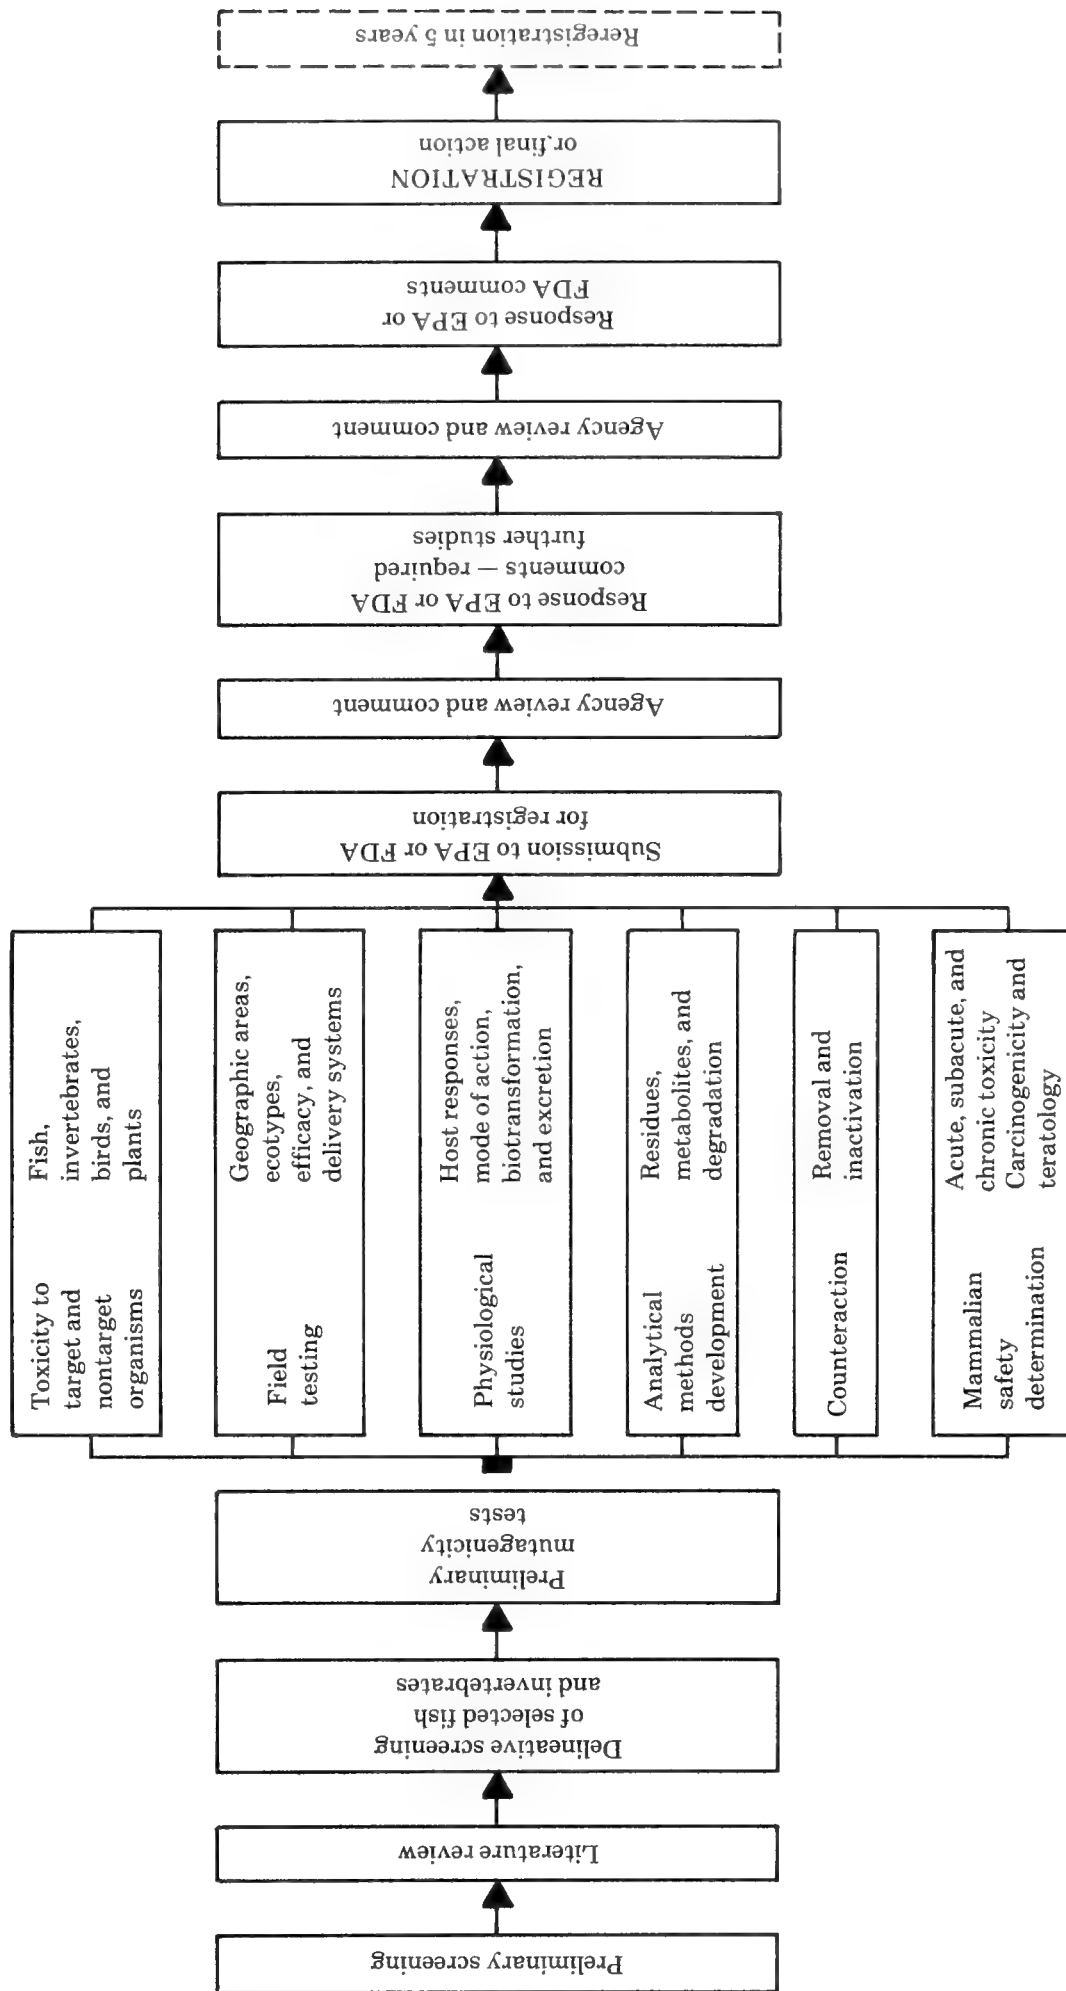 Preliminary screening
Literature review
Delineative screening
of selected fish
and invertebrates
Preliminary
mutagenicity
tests
Toxicity to
target and
nontarget
organisms
Fish,
invertebrates,
birds, and
plants
Field
testing
Geographic areas,
ecotypes,
efficacy, and
delivery systems
Physiological
studies
Host responses,
mode of action,
biotransformation,
and excretion
Analytical
methods
development
Residues,
metabolites, and
degradation
Counteraction
Removal and
inactivation
Mammalian
safety
determination
Acute, subacute, and
chronic toxicity
Carcinogenicity and
teratology
Submission to EPA or FDA
for registration
Agency review and comment
Response to EPA or FDA
comments — required
further studies
Agency review and comment
Response to EPA or
FDA comments
REGISTRATION
or final action
Reregistration in 5 years